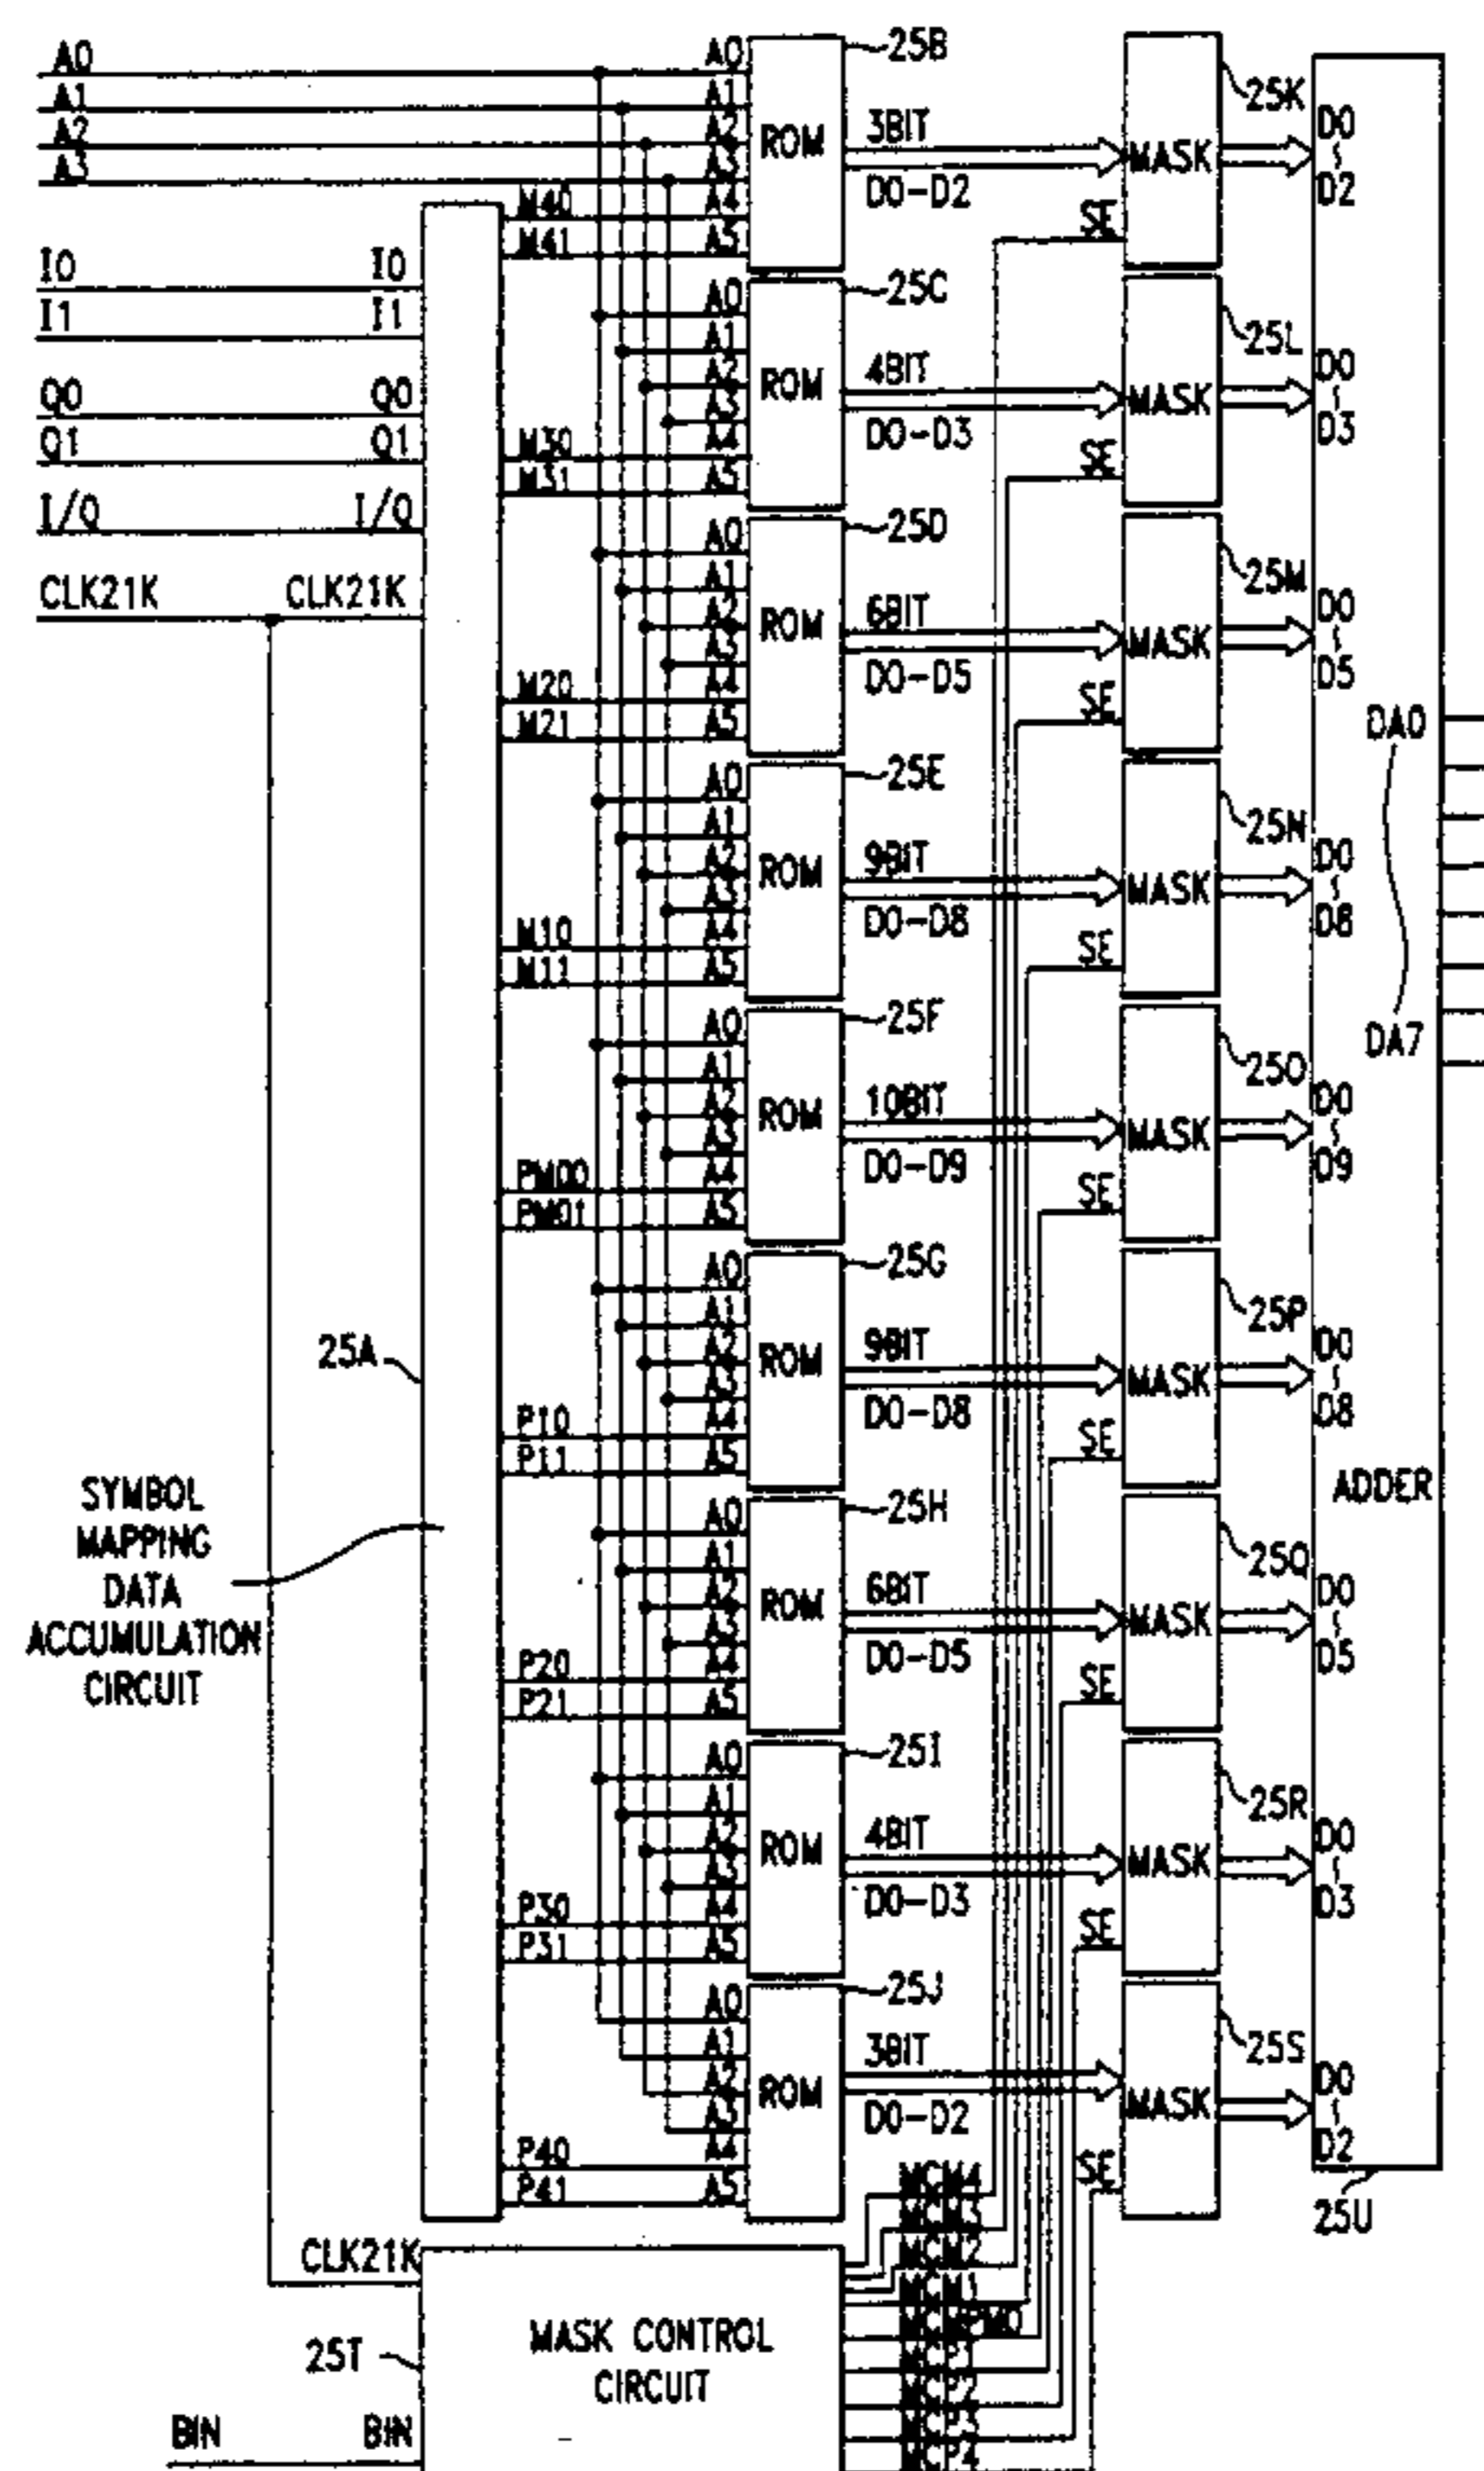 A0
A1
A2
A3
I0 I0
I1 I1
Q0 Q0
Q1 Q1
I/Q I/Q
CLK21K CLK21K
25A
SYMBOL
MAPPING
DATA
ACCUMULATION
CIRCUIT
A0
A1
A2
A3
M40 A4
M41 A5
ROM
25B
3BIT
D0-D2
A0
A1
A2
A3
M30 A4
M31 A5
ROM
25C
4BIT
D0-D3
A0
A1
A2
A3
M20 A4
M21 A5
ROM
25D
6BIT
D0-D5
A0
A1
A2
A3
M10 A4
M11 A5
ROM
25E
9BIT
D0-D8
A0
A1
A2
A3
PM00 A4
PM01 A5
ROM
25F
10BIT
D0-D9
A0
A1
A2
A3
P10 A4
P11 A5
ROM
25G
9BIT
D0-D8
A0
A1
A2
A3
P20 A4
P21 A5
ROM
25H
6BIT
D0-D5
A0
A1
A2
A3
P30 A4
P31 A5
ROM
25I
4BIT
D0-D3
A0
A1
A2
A3
P40 A4
P41 A5
ROM
25J
3BIT
D0-D2
25K
MASK
SE
D0
~
D2
25L
MASK
SE
D0
~
D3
25M
MASK
SE
D0
~
D5
25N
MASK
SE
D0
~
D8
25O
MASK
SE
D0
~
D9
25P
MASK
SE
D0
~
D8
25Q
MASK
SE
D0
~
D5
25R
MASK
SE
D0
~
D3
25S
MASK
SE
D0
~
D2
DA0
DA7
ADDER
25U
CLK21K
25T
MASK CONTROL
CIRCUIT
BIN BIN
MCM4
MCM3
MCM2
MCM1
MCPM0
MCP1
MCP2
MCP3
MCP4